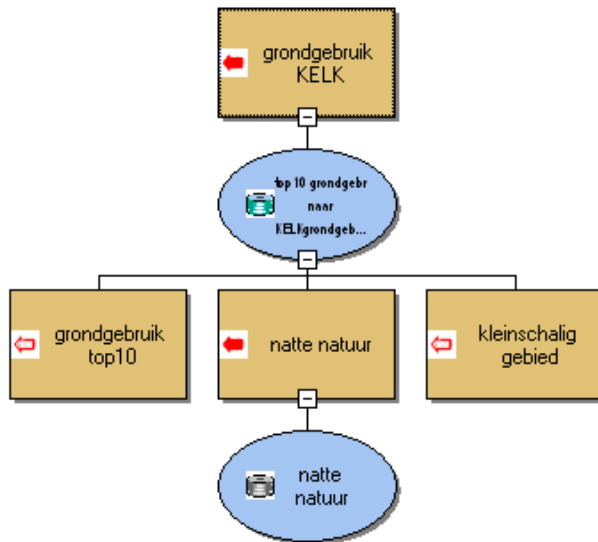 grondgebruik
KELK
top 10 grondgebr
naar
KELKgrondgeb...
grondgebruik
top10
natte natuur
kleinschalig
gebied
natte
natuur